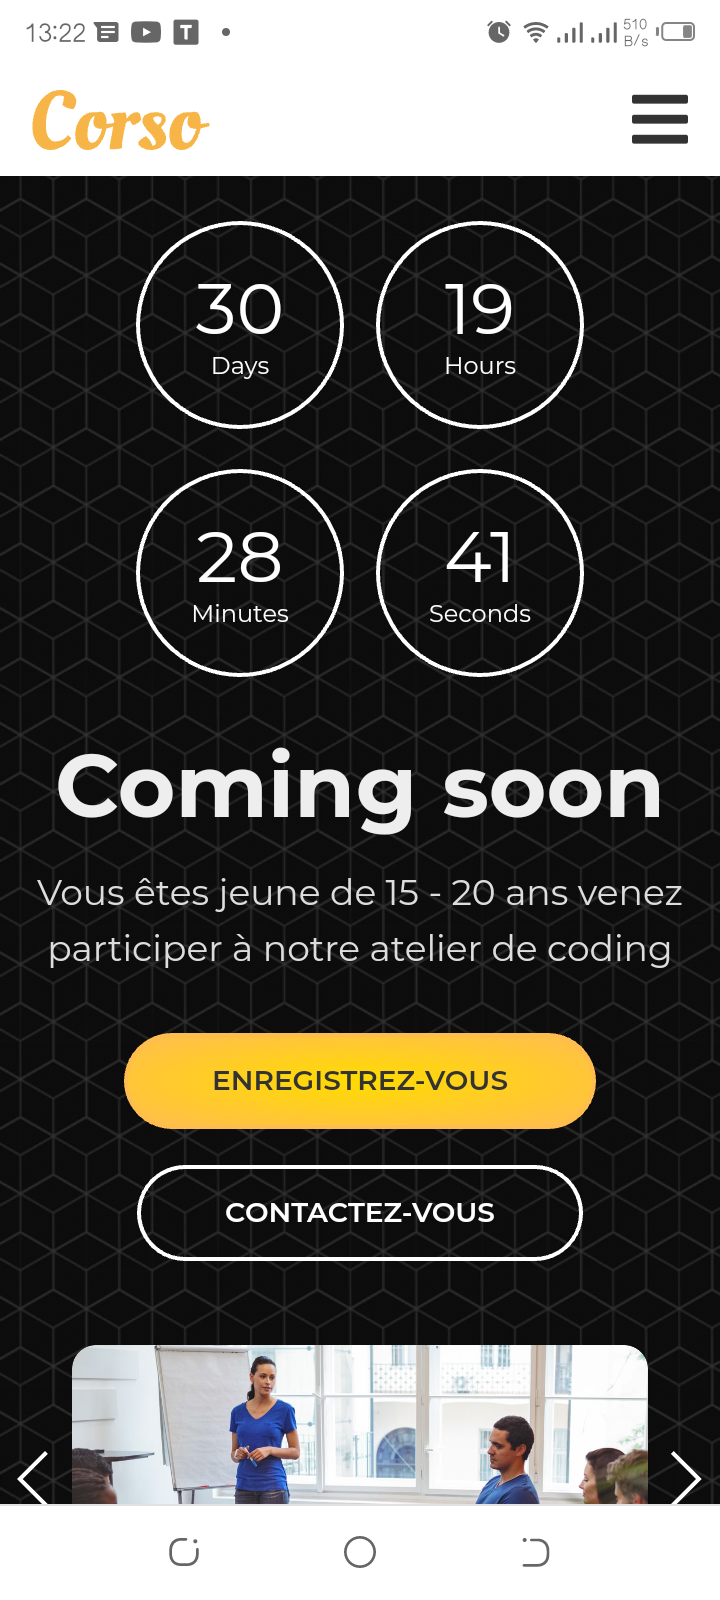 13:22
510
B/s
Corso
30
Days
19
Hours
28
Minutes
41
Seconds
Coming soon
Vous êtes jeune de 15 - 20 ans venez
participer à notre atelier de coding
ENREGISTREZ-VOUS
CONTACTEZ-VOUS